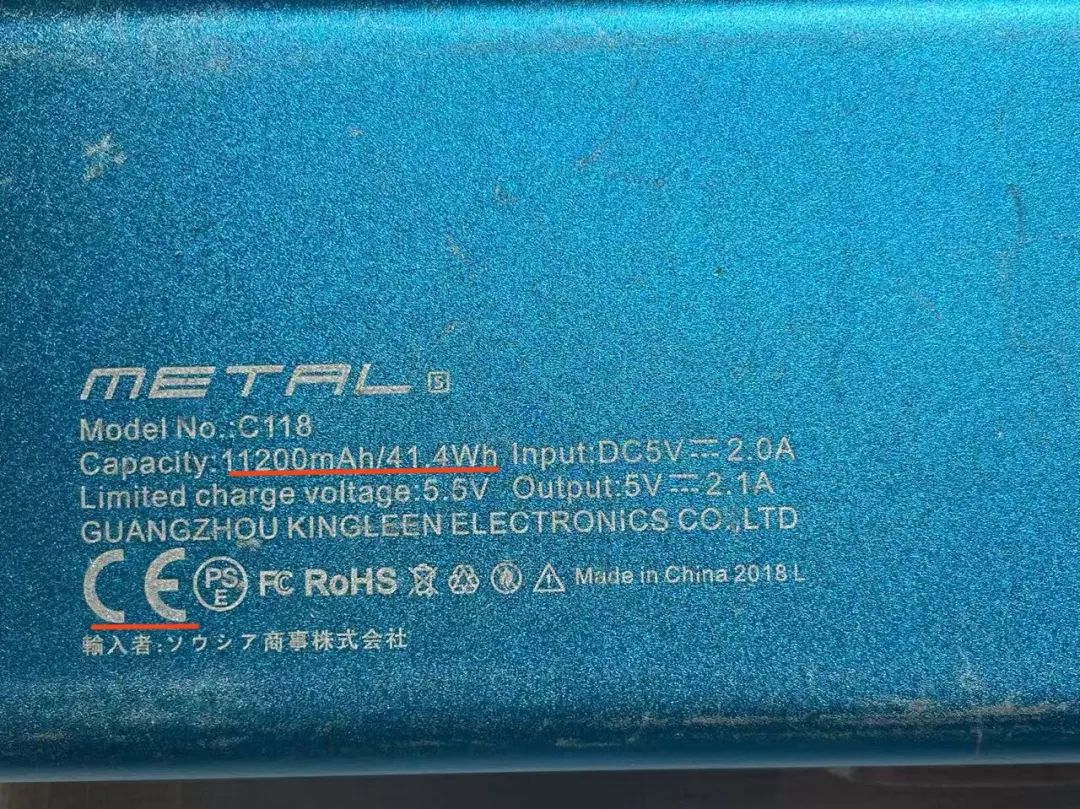 METAL S
Model No.:C118
Capacity:11200mAh/41.4Wh Input:DC5V⎓2.0A
Limited charge voltage:5.5V Output:5V⎓2.1A
GUANGZHOU KINGLEEN ELECTRONICS CO.,LTD
CE PSE FC RoHS Made in China 2018 L
輸入者:ソウシア商事株式会社